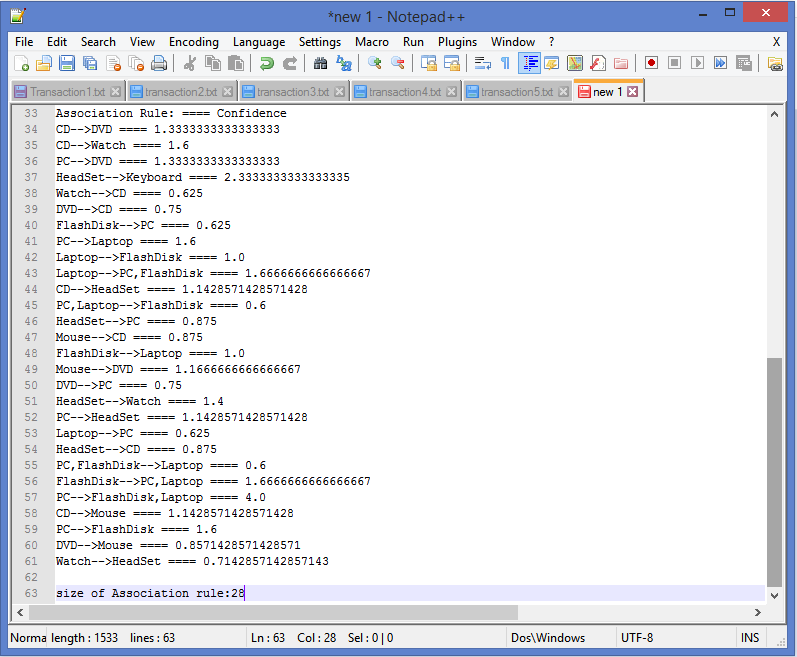 *new 1 - Notepad++
File Edit Search View Encoding Language Settings Macro Run Plugins Window ? X
Transaction1.txt transaction2.txt transaction3.txt transaction4.txt transaction5.txt new 1
33 Association Rule: ==== Confidence
34 CD-->DVD ==== 1.3333333333333333
35 CD-->Watch ==== 1.6
36 PC-->DVD ==== 1.3333333333333333
37 HeadSet-->Keyboard ==== 2.3333333333333335
38 Watch-->CD ==== 0.625
39 DVD-->CD ==== 0.75
40 FlashDisk-->PC ==== 0.625
41 PC-->Laptop ==== 1.6
42 Laptop-->FlashDisk ==== 1.0
43 Laptop-->PC,FlashDisk ==== 1.6666666666666667
44 CD-->HeadSet ==== 1.1428571428571428
45 PC,Laptop-->FlashDisk ==== 0.6
46 HeadSet-->PC ==== 0.875
47 Mouse-->CD ==== 0.875
48 FlashDisk-->Laptop ==== 1.0
49 Mouse-->DVD ==== 1.1666666666666667
50 DVD-->PC ==== 0.75
51 HeadSet-->Watch ==== 1.4
52 PC-->HeadSet ==== 1.1428571428571428
53 Laptop-->PC ==== 0.625
54 HeadSet-->CD ==== 0.875
55 PC,FlashDisk-->Laptop ==== 0.6
56 FlashDisk-->PC,Laptop ==== 1.6666666666666667
57 PC-->FlashDisk,Laptop ==== 4.0
58 CD-->Mouse ==== 1.1428571428571428
59 PC-->FlashDisk ==== 1.6
60 DVD-->Mouse ==== 0.8571428571428571
61 Watch-->HeadSet ==== 0.7142857142857143
62
63 size of Association rule:28
Norma length : 1533 lines : 63 Ln : 63 Col : 28 Sel : 0 | 0 Dos\Windows UTF-8 INS